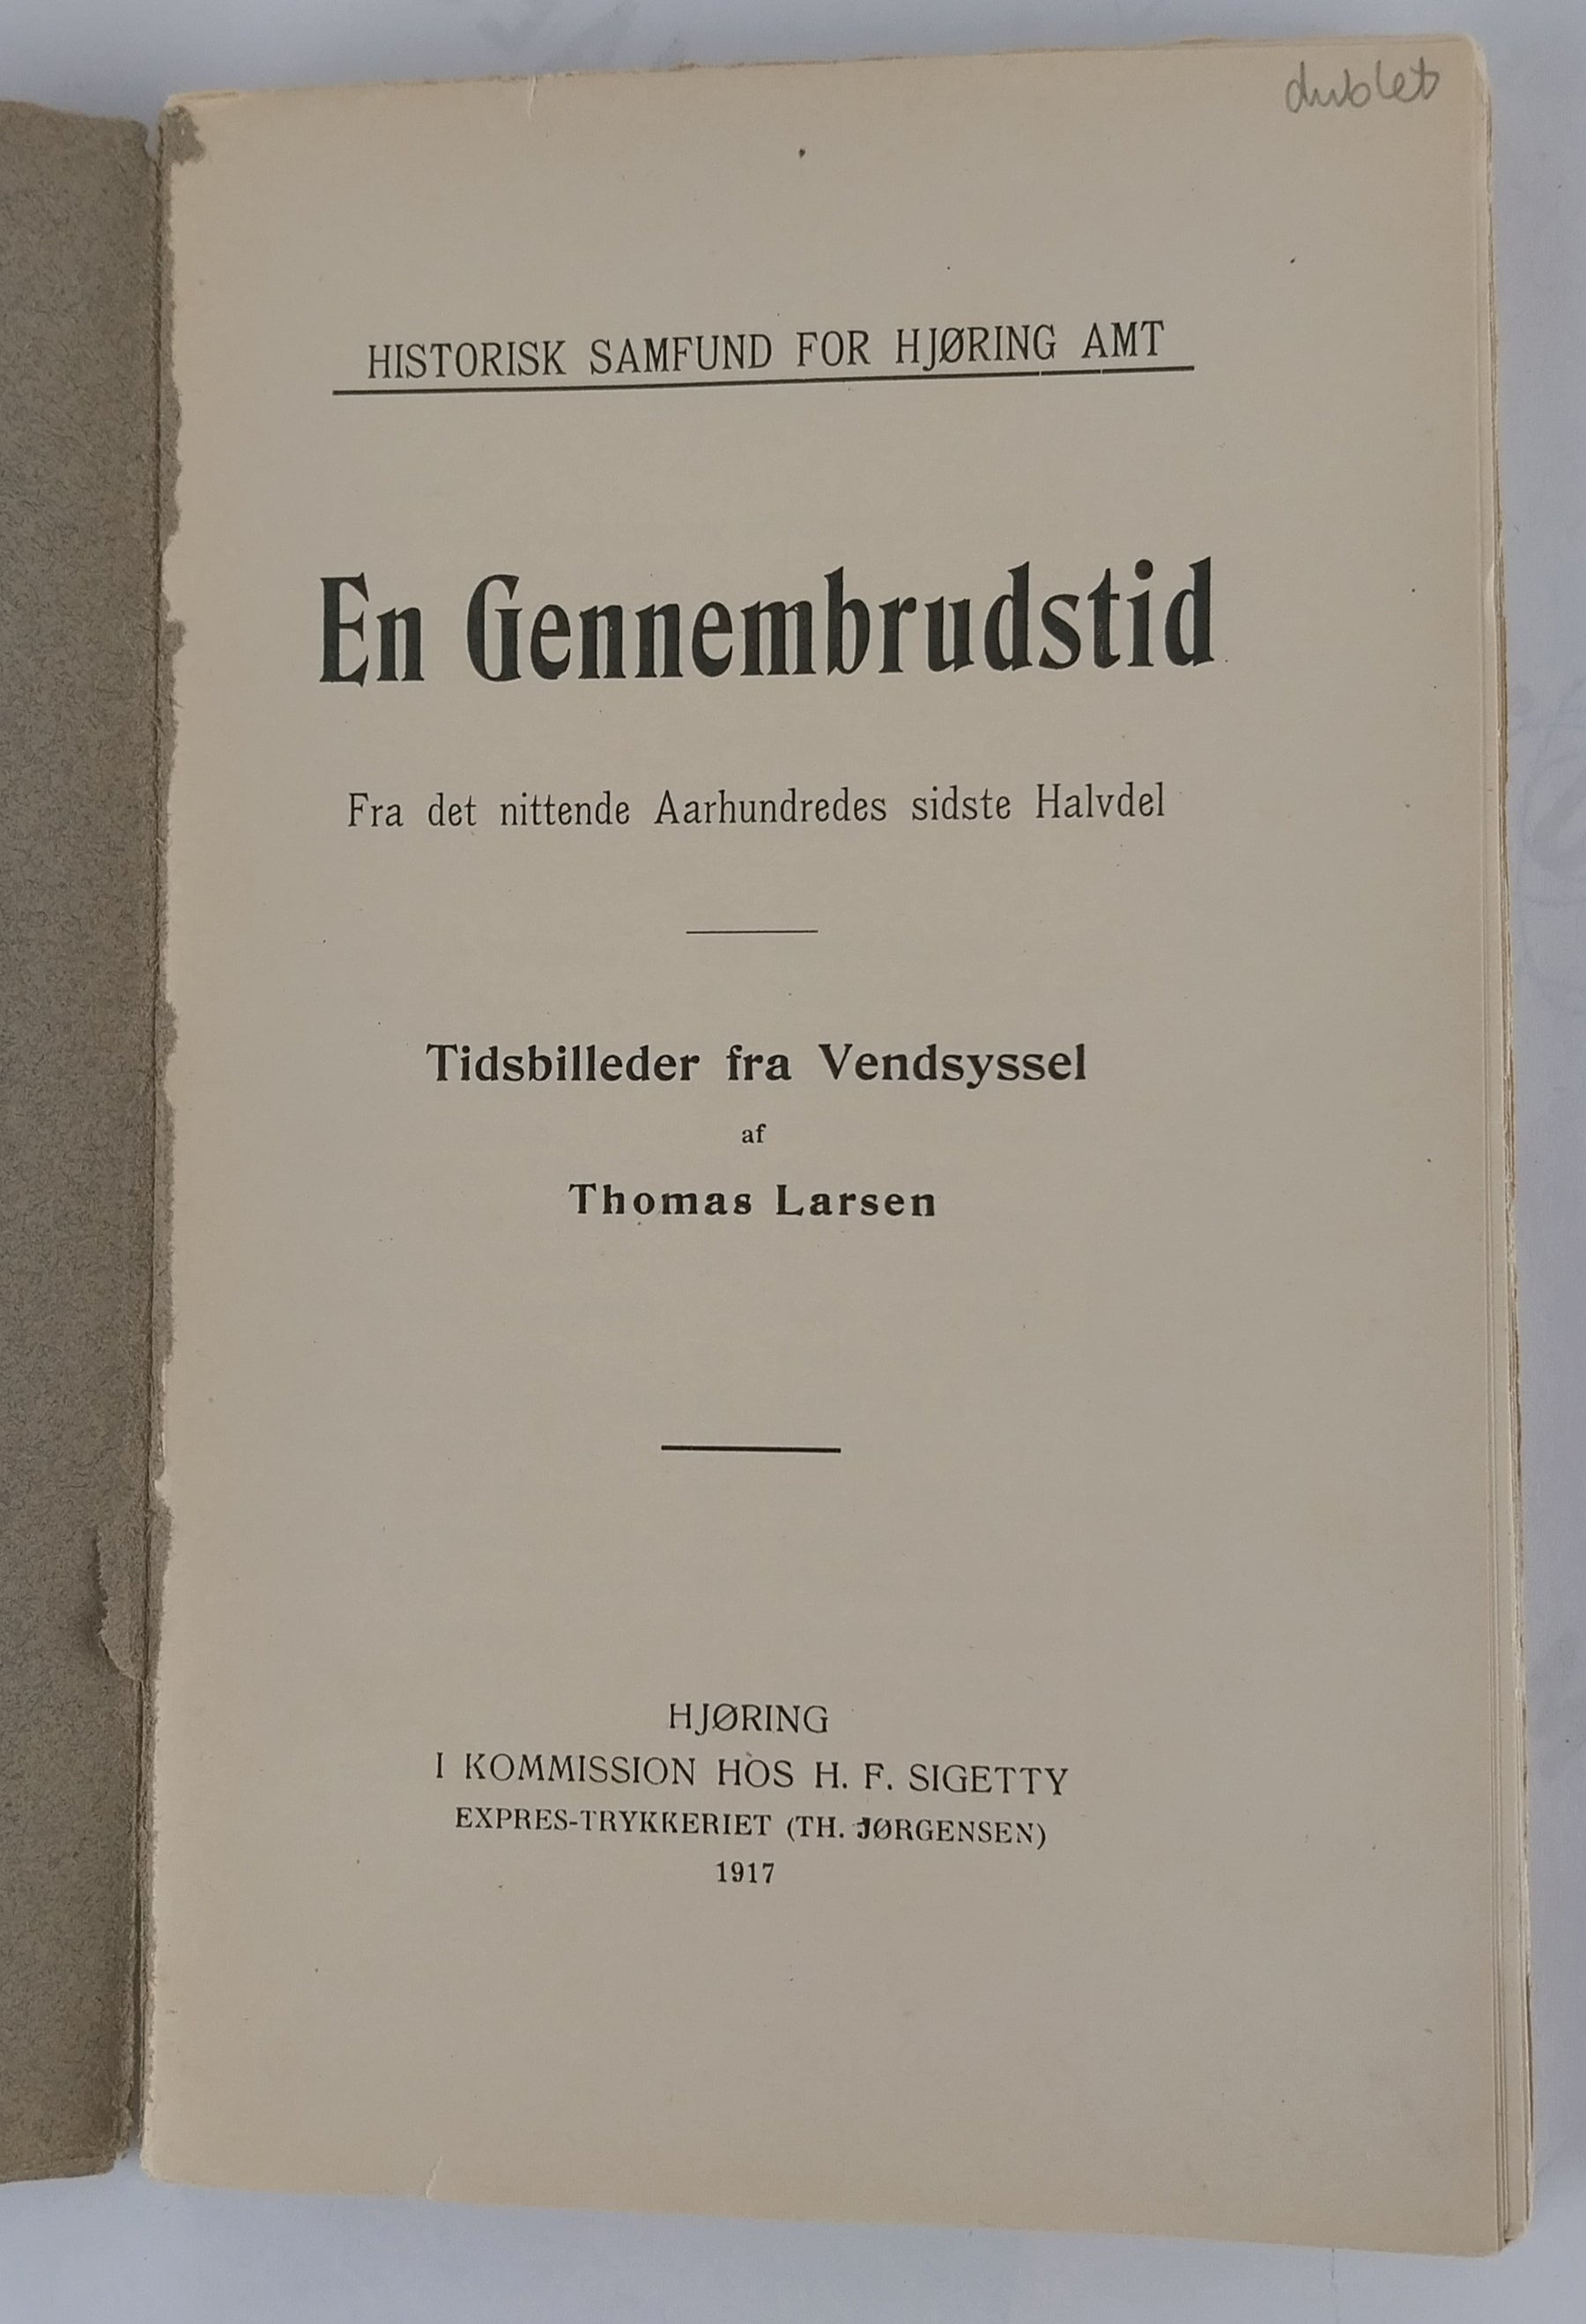 dublet
HISTORISK SAMFUND FOR HJØRING AMT
En Gennembrudstid
Fra det nittende Aarhundredes sidste Halvdel
Tidsbilleder fra Vendsyssel
af
Thomas Larsen
HJØRING
I KOMMISSION HOS H. F. SIGETTY
EXPRES-TRYKKERIET (TH. JØRGENSEN)
1917